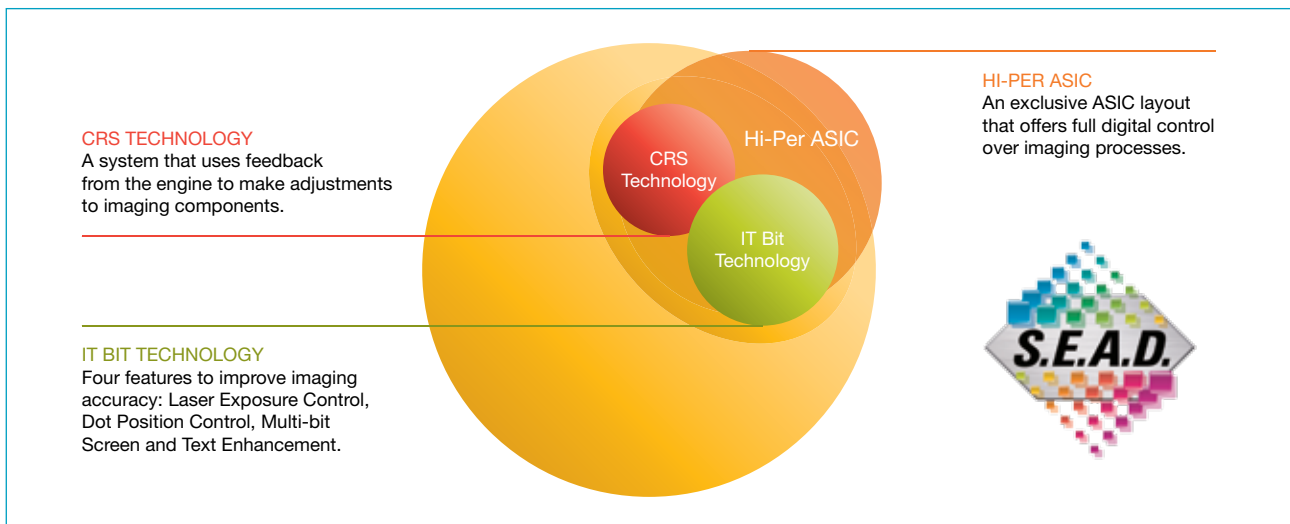 CRS TECHNOLOGY
A system that uses feedback
from the engine to make adjustments
to imaging components.
IT BIT TECHNOLOGY
Four features to improve imaging
accuracy: Laser Exposure Control,
Dot Position Control, Multi-bit
Screen and Text Enhancement.
CRS
Technology
Hi-Per ASIC
IT Bit
Technology
HI-PER ASIC
An exclusive ASIC layout
that offers full digital control
over imaging processes.
S.E.A.D.